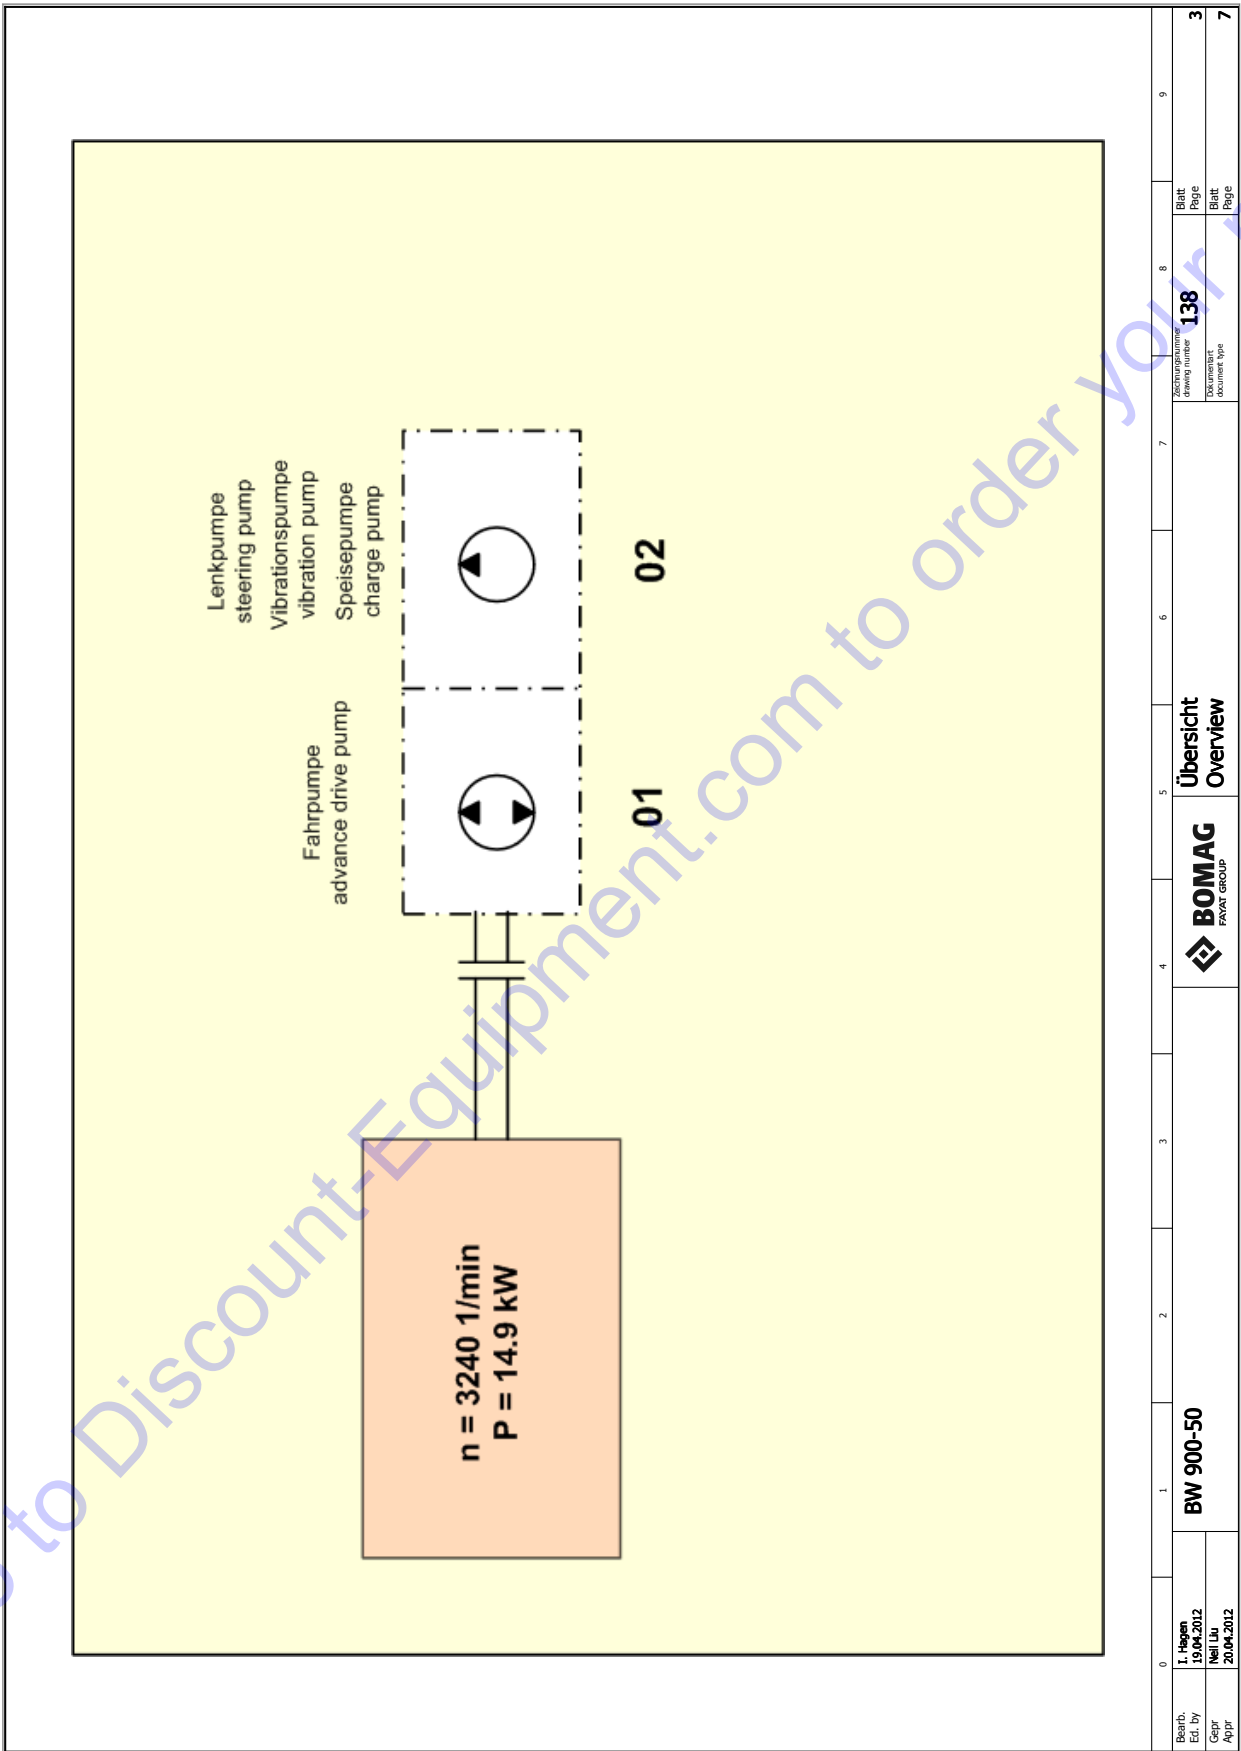 Lenkpumpe
steering pump
Vibrationspumpe
vibration pump
Speisepumpe
charge pump
Fahrpumpe
advance drive pump
01
02
n = 3240 1/min
P = 14.9 kW
to Discount-Equipment.com to order your
0 1 2 3 4 5 6 7 8 9
Bearb.
Ed. by
I. Hagen
19.04.2012
Gepr
Appr
Neil Liu
20.04.2012
BW 900-50
BOMAG
FAYAT GROUP
Übersicht
Overview
Zeichnungsnummer
drawing number
138
Dokumentart
document type
Blatt
Page
3
Blatt
Page
7